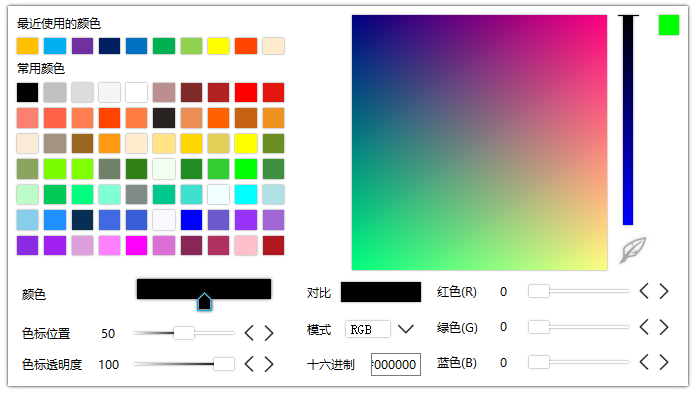 最近使用的颜色
常用颜色
颜色
色标位置 50
色标透明度 100
对比
模式 RGB
十六进制 #000000
红色(R) 0
绿色(G) 0
蓝色(B) 0